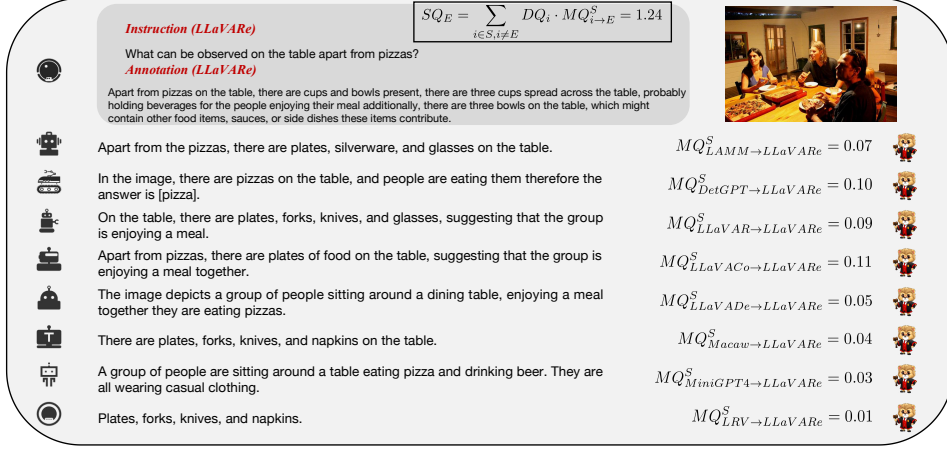 Instruction (LLaVARe)
SQ_E = \sum_{i \in S, i \neq E} DQ_i \cdot MQ^S_{i \to E} = 1.24
What can be observed on the table apart from pizzas?
Annotation (LLaVARe)
Apart from pizzas on the table, there are cups and bowls present, there are three cups spread across the table, probably
holding beverages for the people enjoying their meal additionally, there are three bowls on the table, which might
contain other food items, sauces, or side dishes these items contribute.
Apart from the pizzas, there are plates, silverware, and glasses on the table.
MQ^S_{LAMM→LLaVARe} = 0.07
In the image, there are pizzas on the table, and people are eating them therefore the
answer is [pizza].
MQ^S_{DetGPT→LLaVARe} = 0.10
On the table, there are plates, forks, knives, and glasses, suggesting that the group
is enjoying a meal.
MQ^S_{LLaVAR→LLaVARe} = 0.09
Apart from pizzas, there are plates of food on the table, suggesting that the group is
enjoying a meal together.
MQ^S_{LLaVACo→LLaVARe} = 0.11
The image depicts a group of people sitting around a dining table, enjoying a meal
together they are eating pizzas.
MQ^S_{LLaVADe→LLaVARe} = 0.05
T
There are plates, forks, knives, and napkins on the table.
MQ^S_{Macaw→LLaVARe} = 0.04
A group of people are sitting around a table eating pizza and drinking beer. They are
all wearing casual clothing.
MQ^S_{MiniGPT4→LLaVARe} = 0.03
Plates, forks, knives, and napkins.
MQ^S_{LRV→LLaVARe} = 0.01